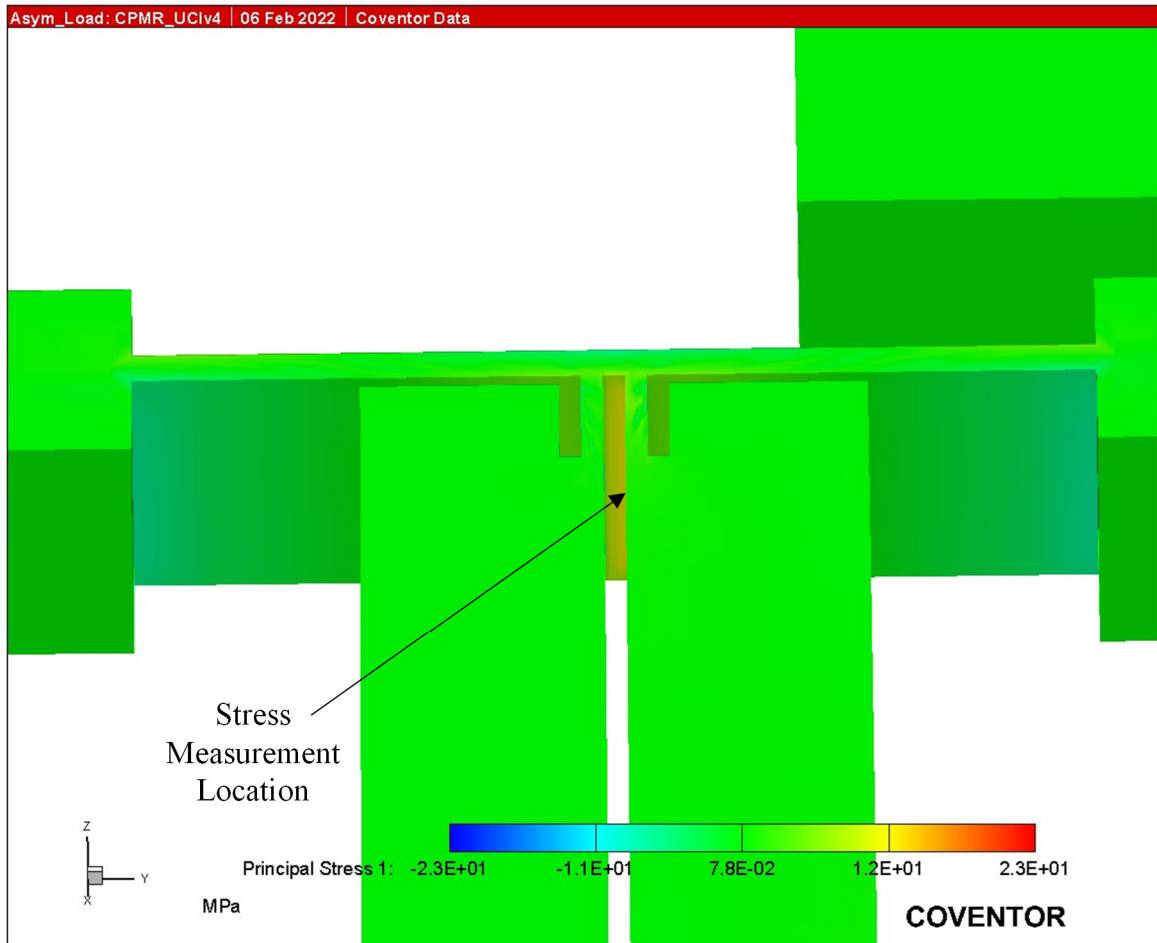 Asym_Load: CPMR_UCIv4 | 06 Feb 2022 | Coventor Data
Stress
Measurement
Location
Z
Y
X
Principal Stress 1: -2.3E+01 -1.1E+01 7.8E-02 1.2E+01 2.3E+01
MPa
COVENTOR